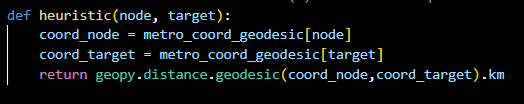 def heuristic(node, target):
    coord_node = metro_coord_geodesic[node]
    coord_target = metro_coord_geodesic[target]
    return geopy.distance.geodesic(coord_node,coord_target).km